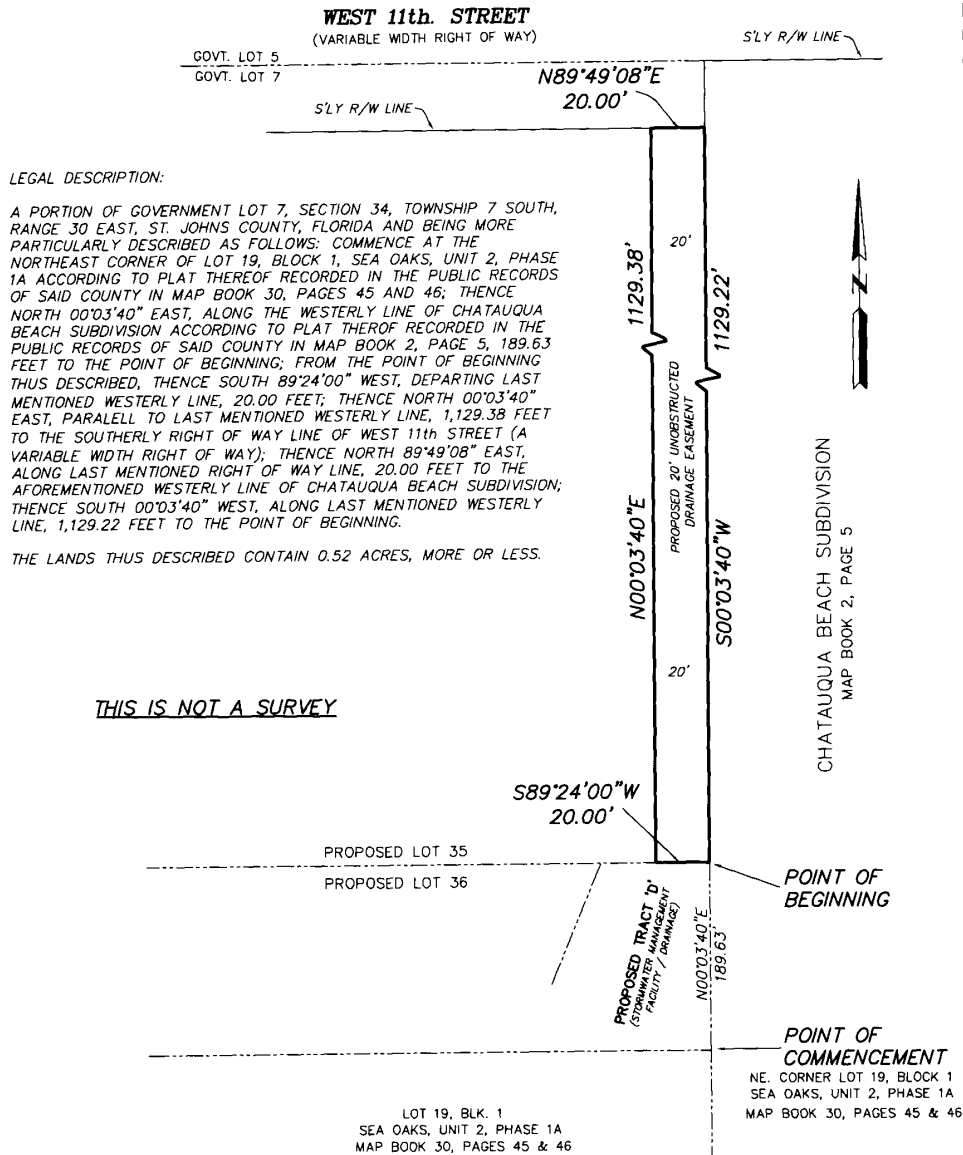 WEST 11th. STREET
(VARIABLE WIDTH RIGHT OF WAY)
S'LY R/W LINE
GOVT. LOT 5
GOVT. LOT 7
N89°49'08"E
20.00'
S'LY R/W LINE
LEGAL DESCRIPTION:
A PORTION OF GOVERNMENT LOT 7, SECTION 34, TOWNSHIP 7 SOUTH,
RANGE 30 EAST, ST. JOHNS COUNTY, FLORIDA AND BEING MORE
PARTICULARLY DESCRIBED AS FOLLOWS: COMMENCE AT THE
NORTHEAST CORNER OF LOT 19, BLOCK 1, SEA OAKS, UNIT 2, PHASE
1A ACCORDING TO PLAT THEREOF RECORDED IN THE PUBLIC RECORDS
OF SAID COUNTY IN MAP BOOK 30, PAGES 45 AND 46; THENCE
NORTH 00°03'40" EAST, ALONG THE WESTERLY LINE OF CHATAUQUA
BEACH SUBDIVISION ACCORDING TO PLAT THEROF RECORDED IN THE
PUBLIC RECORDS OF SAID COUNTY IN MAP BOOK 2, PAGE 5, 189.63
FEET TO THE POINT OF BEGINNING; FROM THE POINT OF BEGINNING
THUS DESCRIBED, THENCE SOUTH 89°24'00" WEST, DEPARTING LAST
MENTIONED WESTERLY LINE, 20.00 FEET; THENCE NORTH 00°03'40"
EAST, PARALELL TO LAST MENTIONED WESTERLY LINE, 1,129.38 FEET
TO THE SOUTHERLY RIGHT OF WAY LINE OF WEST 11th STREET (A
VARIABLE WIDTH RIGHT OF WAY); THENCE NORTH 89°49'08" EAST,
ALONG LAST MENTIONED RIGHT OF WAY LINE, 20.00 FEET TO THE
AFOREMENTIONED WESTERLY LINE OF CHATAUQUA BEACH SUBDIVISION;
THENCE SOUTH 00°03'40" WEST, ALONG LAST MENTIONED WESTERLY
LINE, 1,129.22 FEET TO THE POINT OF BEGINNING.
THE LANDS THUS DESCRIBED CONTAIN 0.52 ACRES, MORE OR LESS.
20'
1129.38'
1129.22'
N
PROPOSED 20' UNOBSTRUCTED
DRAINAGE EASEMENT
N00°03'40"E
S00°03'40"W
20'
CHATAUQUA BEACH SUBDIVISION
MAP BOOK 2, PAGE 5
THIS IS NOT A SURVEY
S89°24'00"W
20.00'
PROPOSED LOT 35
PROPOSED LOT 36
POINT OF
BEGINNING
PROPOSED TRACT 'D'
(STORMWATER MANAGEMENT
FACILITY / DRAINAGE)
N00°03'40"E
189.63'
POINT OF
COMMENCEMENT
NE. CORNER LOT 19, BLOCK 1
SEA OAKS, UNIT 2, PHASE 1A
MAP BOOK 30, PAGES 45 & 46
LOT 19, BLK. 1
SEA OAKS, UNIT 2, PHASE 1A
MAP BOOK 30, PAGES 45 & 46